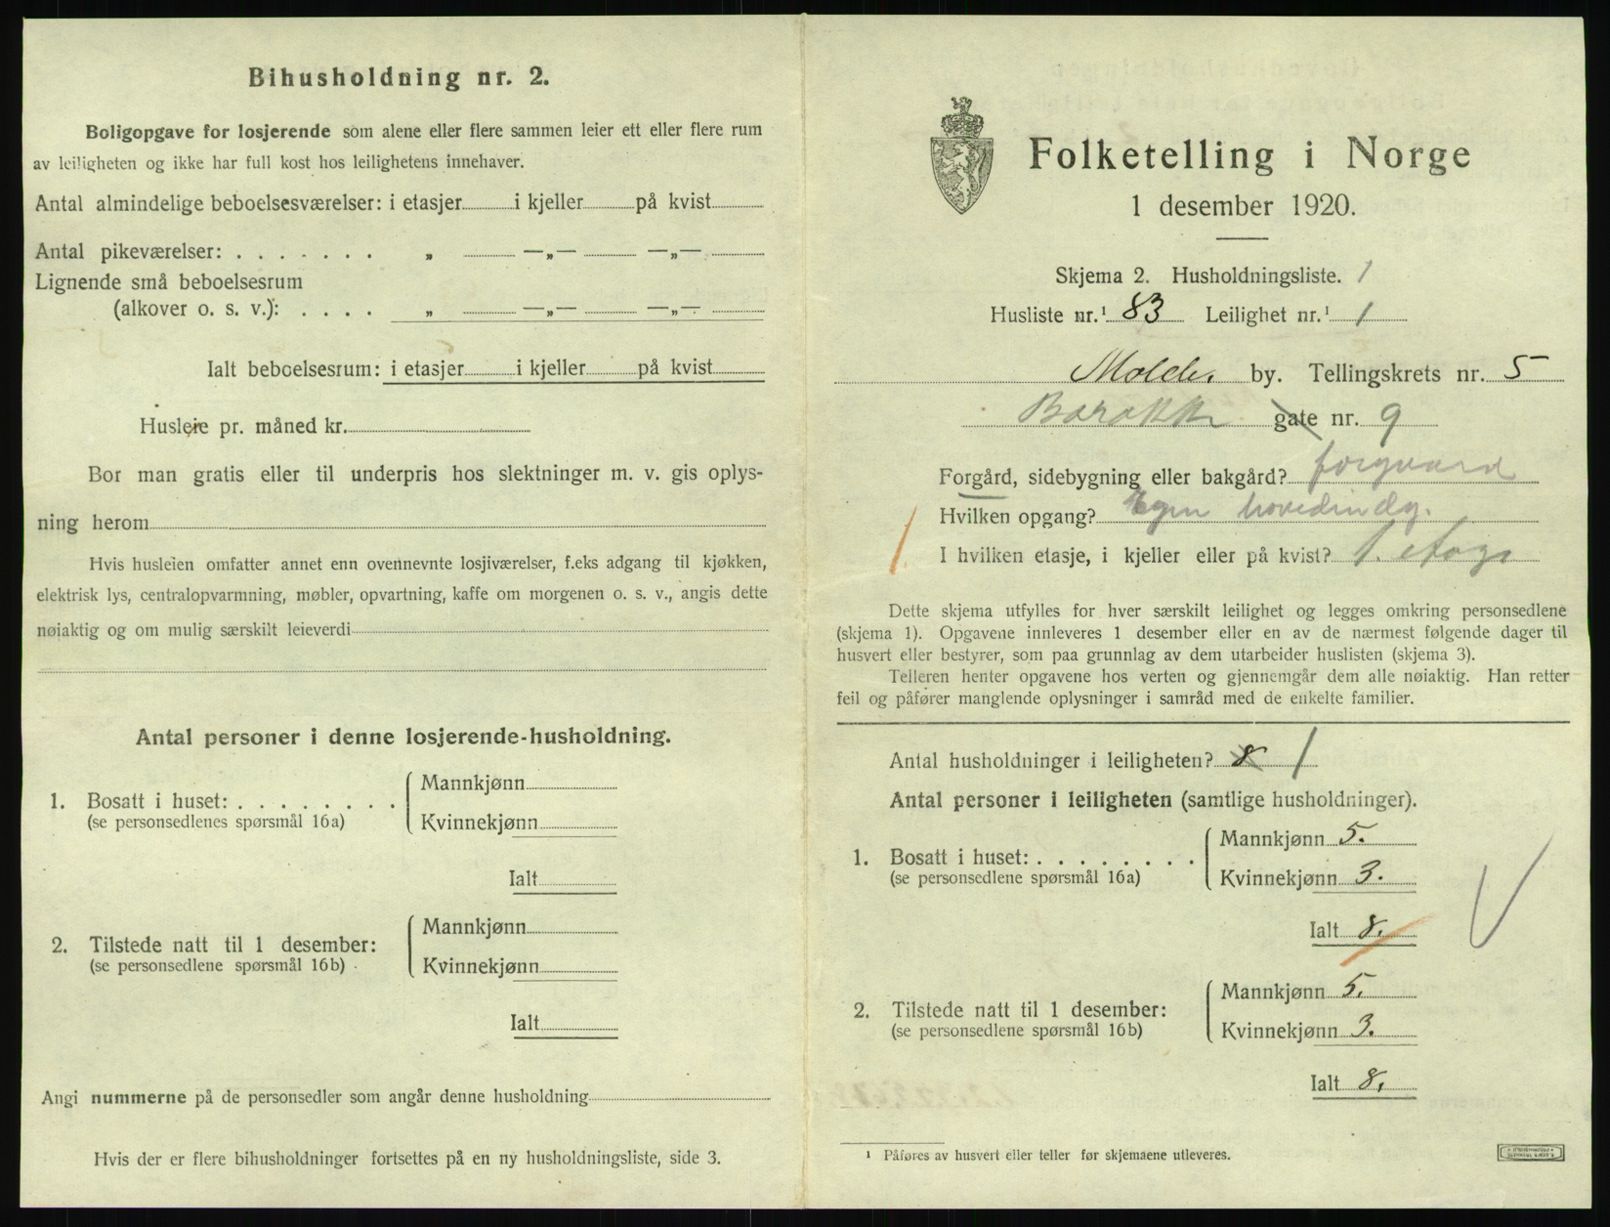 Bihusholdning nr. 2.
Boligopgave for losjerende som alene eller flere sammen leier ett eller flere rum
av leiligheten og ikke har full kost hos leilighetens innehaver.
Antal almindelige beboelsesværelser: i etasjer i kjeller på kvist
Antal pikeværelser: . . . . . . . „ —„— —„—
Lignende små beboelsesrum
(alkover o. s. v.): . . . . „ —„— —„—
Ialt beboelsesrum: i etasjer i kjeller på kvist
Husleie pr. måned kr.
Bor man gratis eller til underpris hos slektninger m. v. gis oplys-
ning herom
Hvis husleien omfatter annet enn ovennevnte losjiværelser, f.eks adgang til kjøkken,
elektrisk lys, centralopvarmning, møbler, opvartning, kaffe om morgenen o. s. v., angis dette
nøiaktig og om mulig særskilt leieverdi
Antal personer i denne losjerende-husholdning.
1. Bosatt i huset: . . . . . . . .
(se personsedlenes spørsmål 16a)
Mannkjønn
Kvinnekjønn
Ialt
2. Tilstede natt til 1 desember:
(se personsedlene spørsmål 16b)
Mannkjønn
Kvinnekjønn
Ialt
Angi nummerne på de personsedler som angår denne husholdning
Hvis der er flere bihusholdninger fortsettes på en ny husholdningsliste, side 3.
Folketelling i Norge
1 desember 1920.
Skjema 2. Husholdningsliste. 1
Husliste nr.¹ 83 Leilighet nr.¹ 1
Molde by. Tellingskrets nr. 5
Barakke gate nr. 9
Forgård, sidebygning eller bakgård? forguard
Hvilken opgang? Egen hovedindg.
1. I hvilken etasje, i kjeller eller på kvist? 1. etage
Dette skjema utfylles for hver særskilt leilighet og legges omkring personsedlene
(skjema 1). Opgavene innleveres 1 desember eller en av de nærmest følgende dager til
husvert eller bestyrer, som paa grunnlag av dem utarbeider huslisten (skjema 3).
Telleren henter opgavene hos verten og gjennemgår dem alle nøiaktig. Han retter
feil og påfører manglende oplysninger i samråd med de enkelte familier.
Antal husholdninger i leiligheten? 8 1
Antal personer i leiligheten (samtlige husholdninger).
1. Bosatt i huset: . . . . . . . .
(se personsedlene spørsmål 16a)
Mannkjønn 5.
Kvinnekjønn 3.
Ialt 8.
2. Tilstede natt til 1 desember:
(se personsedlene spørsmål 16b)
Mannkjønn 5.
Kvinnekjønn 3.
Ialt 8.
¹ Påføres av husvert eller teller før skjemaene utleveres.